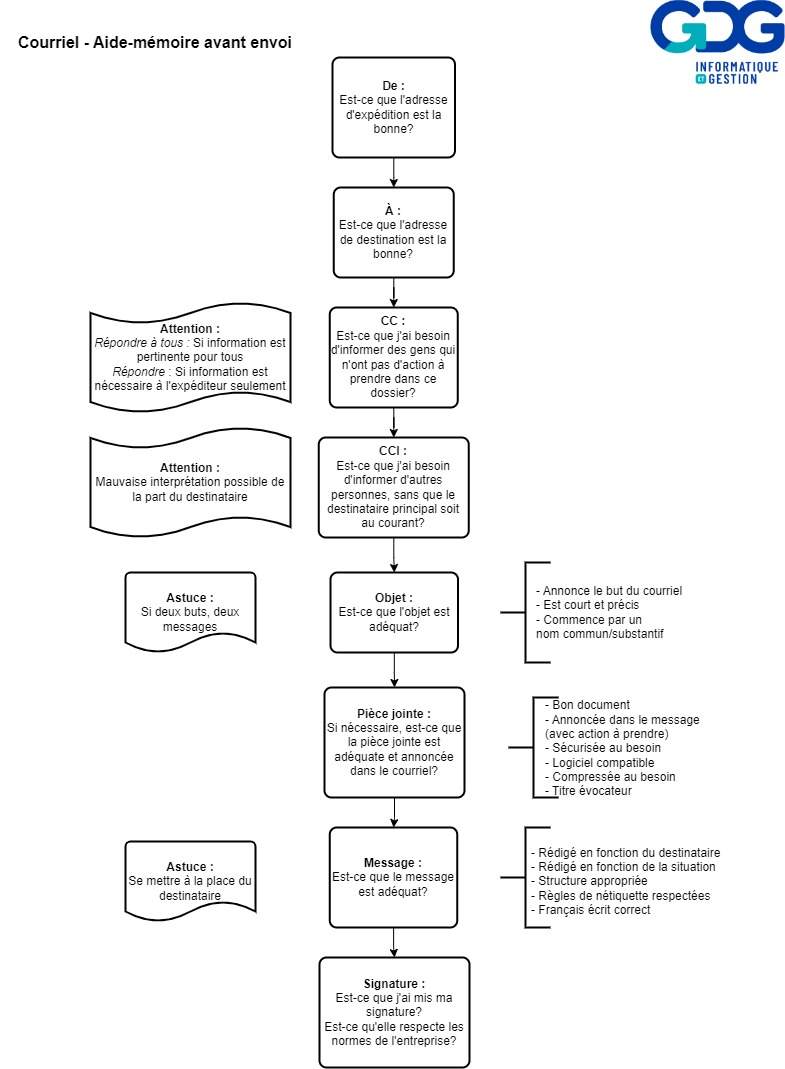 GDG
INFORMATIQUE
ET GESTION
Courriel - Aide-mémoire avant envoi
De :
Est-ce que l'adresse
d'expédition est la
bonne?
À :
Est-ce que l'adresse
de destination est la
bonne?
Attention :
Répondre à tous : Si information est
pertinente pour tous
Répondre : Si information est
nécessaire à l'expéditeur seulement
CC :
Est-ce que j'ai besoin
d'informer des gens qui
n'ont pas d'action à
prendre dans ce
dossier?
Attention :
Mauvaise interprétation possible de
la part du destinataire
CCI :
Est-ce que j'ai besoin
d'informer d'autres
personnes, sans que le
destinataire principal soit
au courant?
Astuce :
Si deux buts, deux
messages
Objet :
Est-ce que l'objet est
adéquat?
- Annonce le but du courriel
- Est court et précis
- Commence par un
nom commun/substantif
Pièce jointe :
Si nécessaire, est-ce que
la pièce jointe est
adéquate et annoncée
dans le courriel?
- Bon document
- Annoncée dans le message
(avec action à prendre)
- Sécurisée au besoin
- Logiciel compatible
- Compressée au besoin
- Titre évocateur
Astuce :
Se mettre à la place du
destinataire
Message :
Est-ce que le message
est adéquat?
- Rédigé en fonction du destinataire
- Rédigé en fonction de la situation
- Structure appropriée
- Règles de nétiquette respectées
- Français écrit correct
Signature :
Est-ce que j'ai mis ma
signature?
Est-ce qu'elle respecte les
normes de l'entreprise?